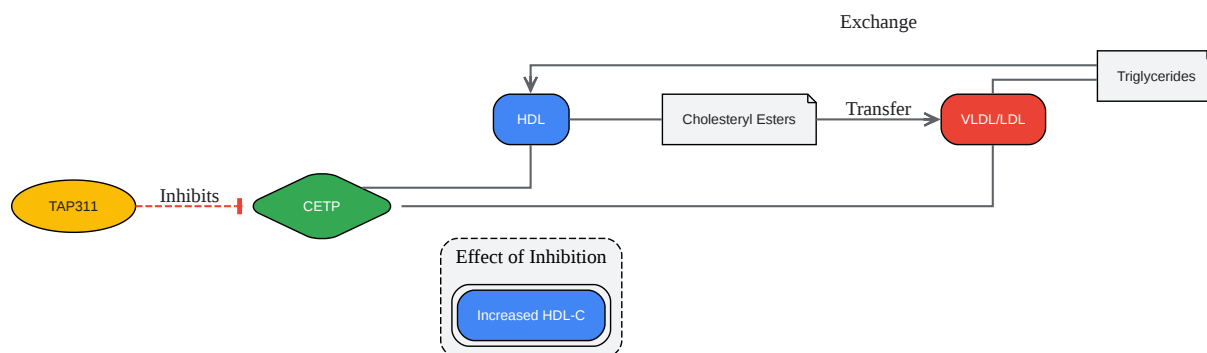 Exchange
Triglycerides
HDL
Cholesteryl Esters
Transfer
VLDL/LDL
TAP311
Inhibits
CETP
Effect of Inhibition
Increased HDL-C